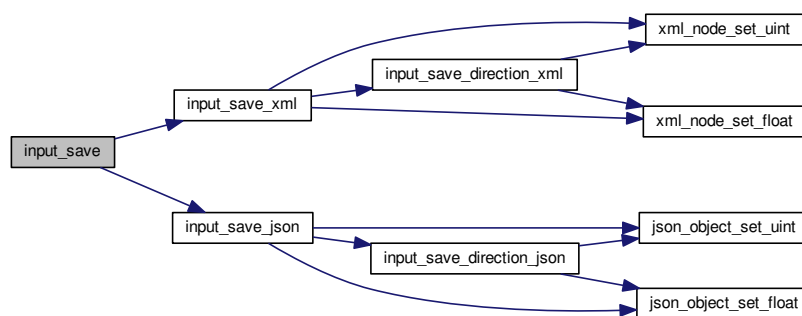 input_save
input_save_xml
input_save_direction_xml
xml_node_set_uint
xml_node_set_float
input_save_json
input_save_direction_json
json_object_set_uint
json_object_set_float